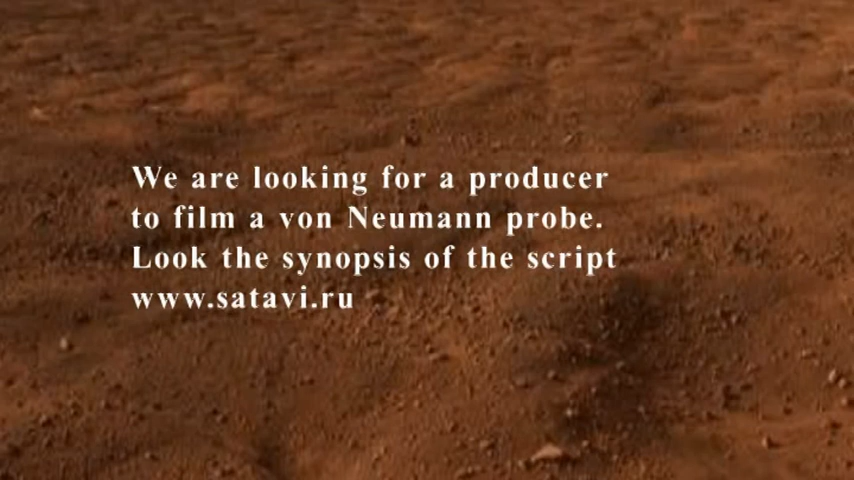 We are looking for a producer
to film a von Neumann probe.
Look the synopsis of the script
www.satavi.ru